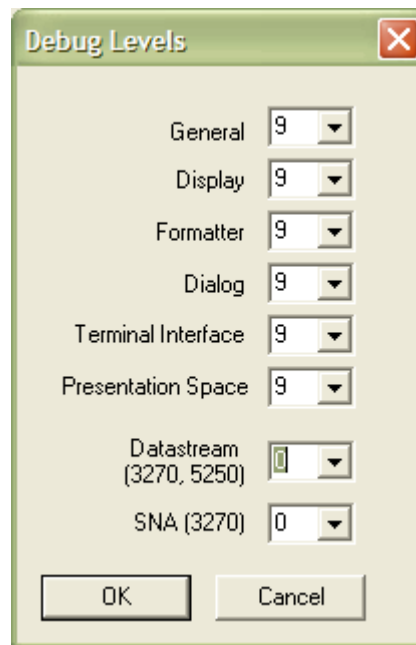 Debug Levels
General 9
Display 9
Formatter 9
Dialog 9
Terminal Interface 9
Presentation Space 9
Datastream
(3270, 5250) 0
SNA (3270) 0
OK Cancel